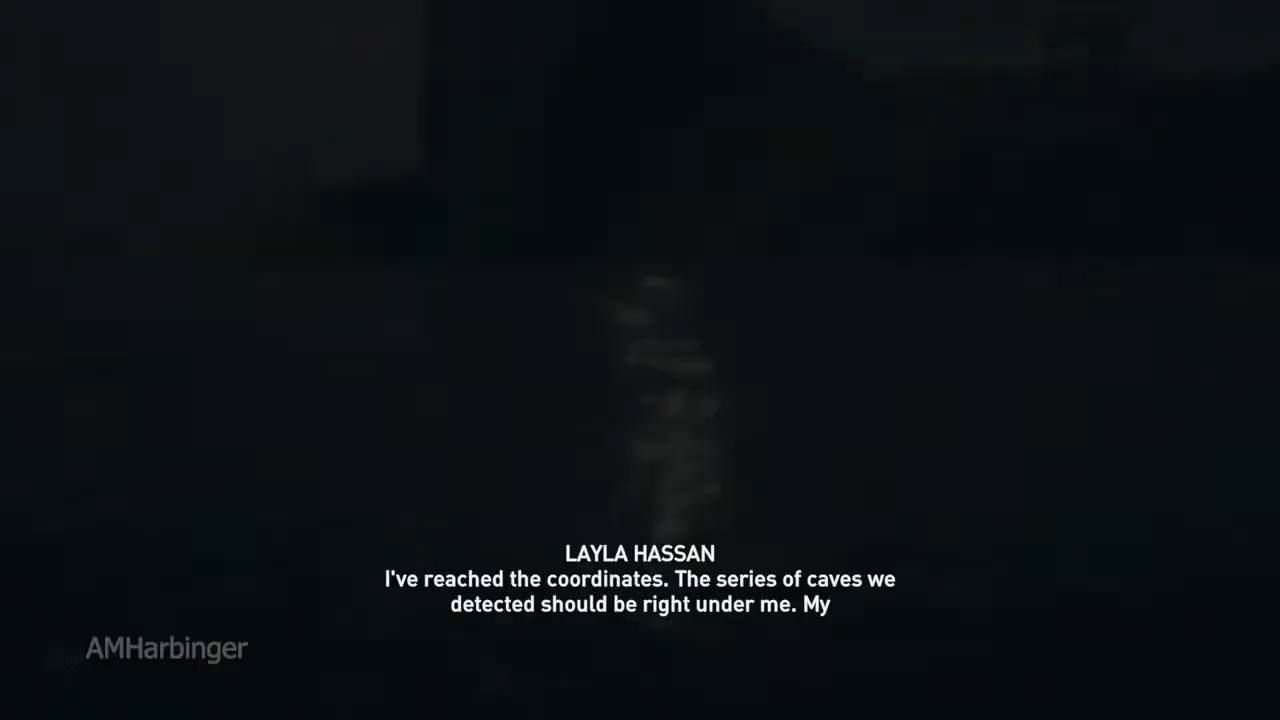 LAYLA HASSAN
I've reached the coordinates. The series of caves we
detected should be right under me. My
AMHarbinger